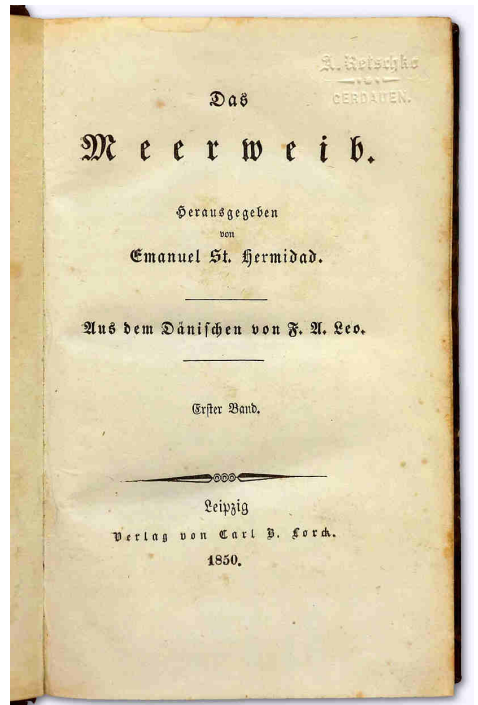 A. Retschko
GERDAUEN.
Das
Meerweib.
Herausgegeben
von
Emanuel St. Hermidad.
Aus dem Dänischen von F. A. Leo.
Erster Band.
Leipzig
Verlag von Carl B. Lorck.
1850.